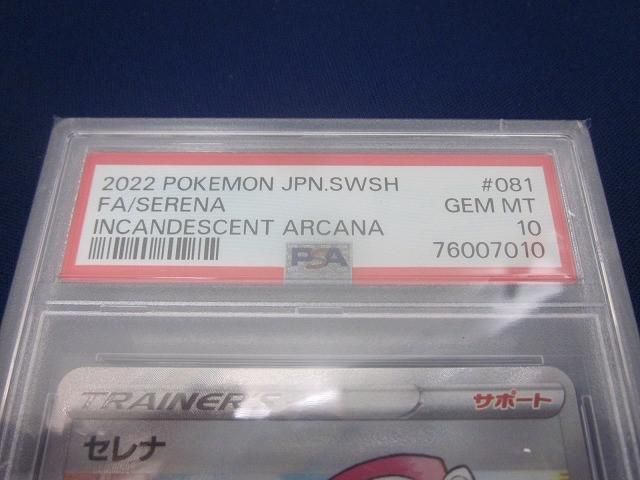 2022 POKEMON JPN.SWSH #081
FA/SERENA GEM MT
INCANDESCENT ARCANA 10
PSA 76007010
TRAINER'S サポート
セレナ